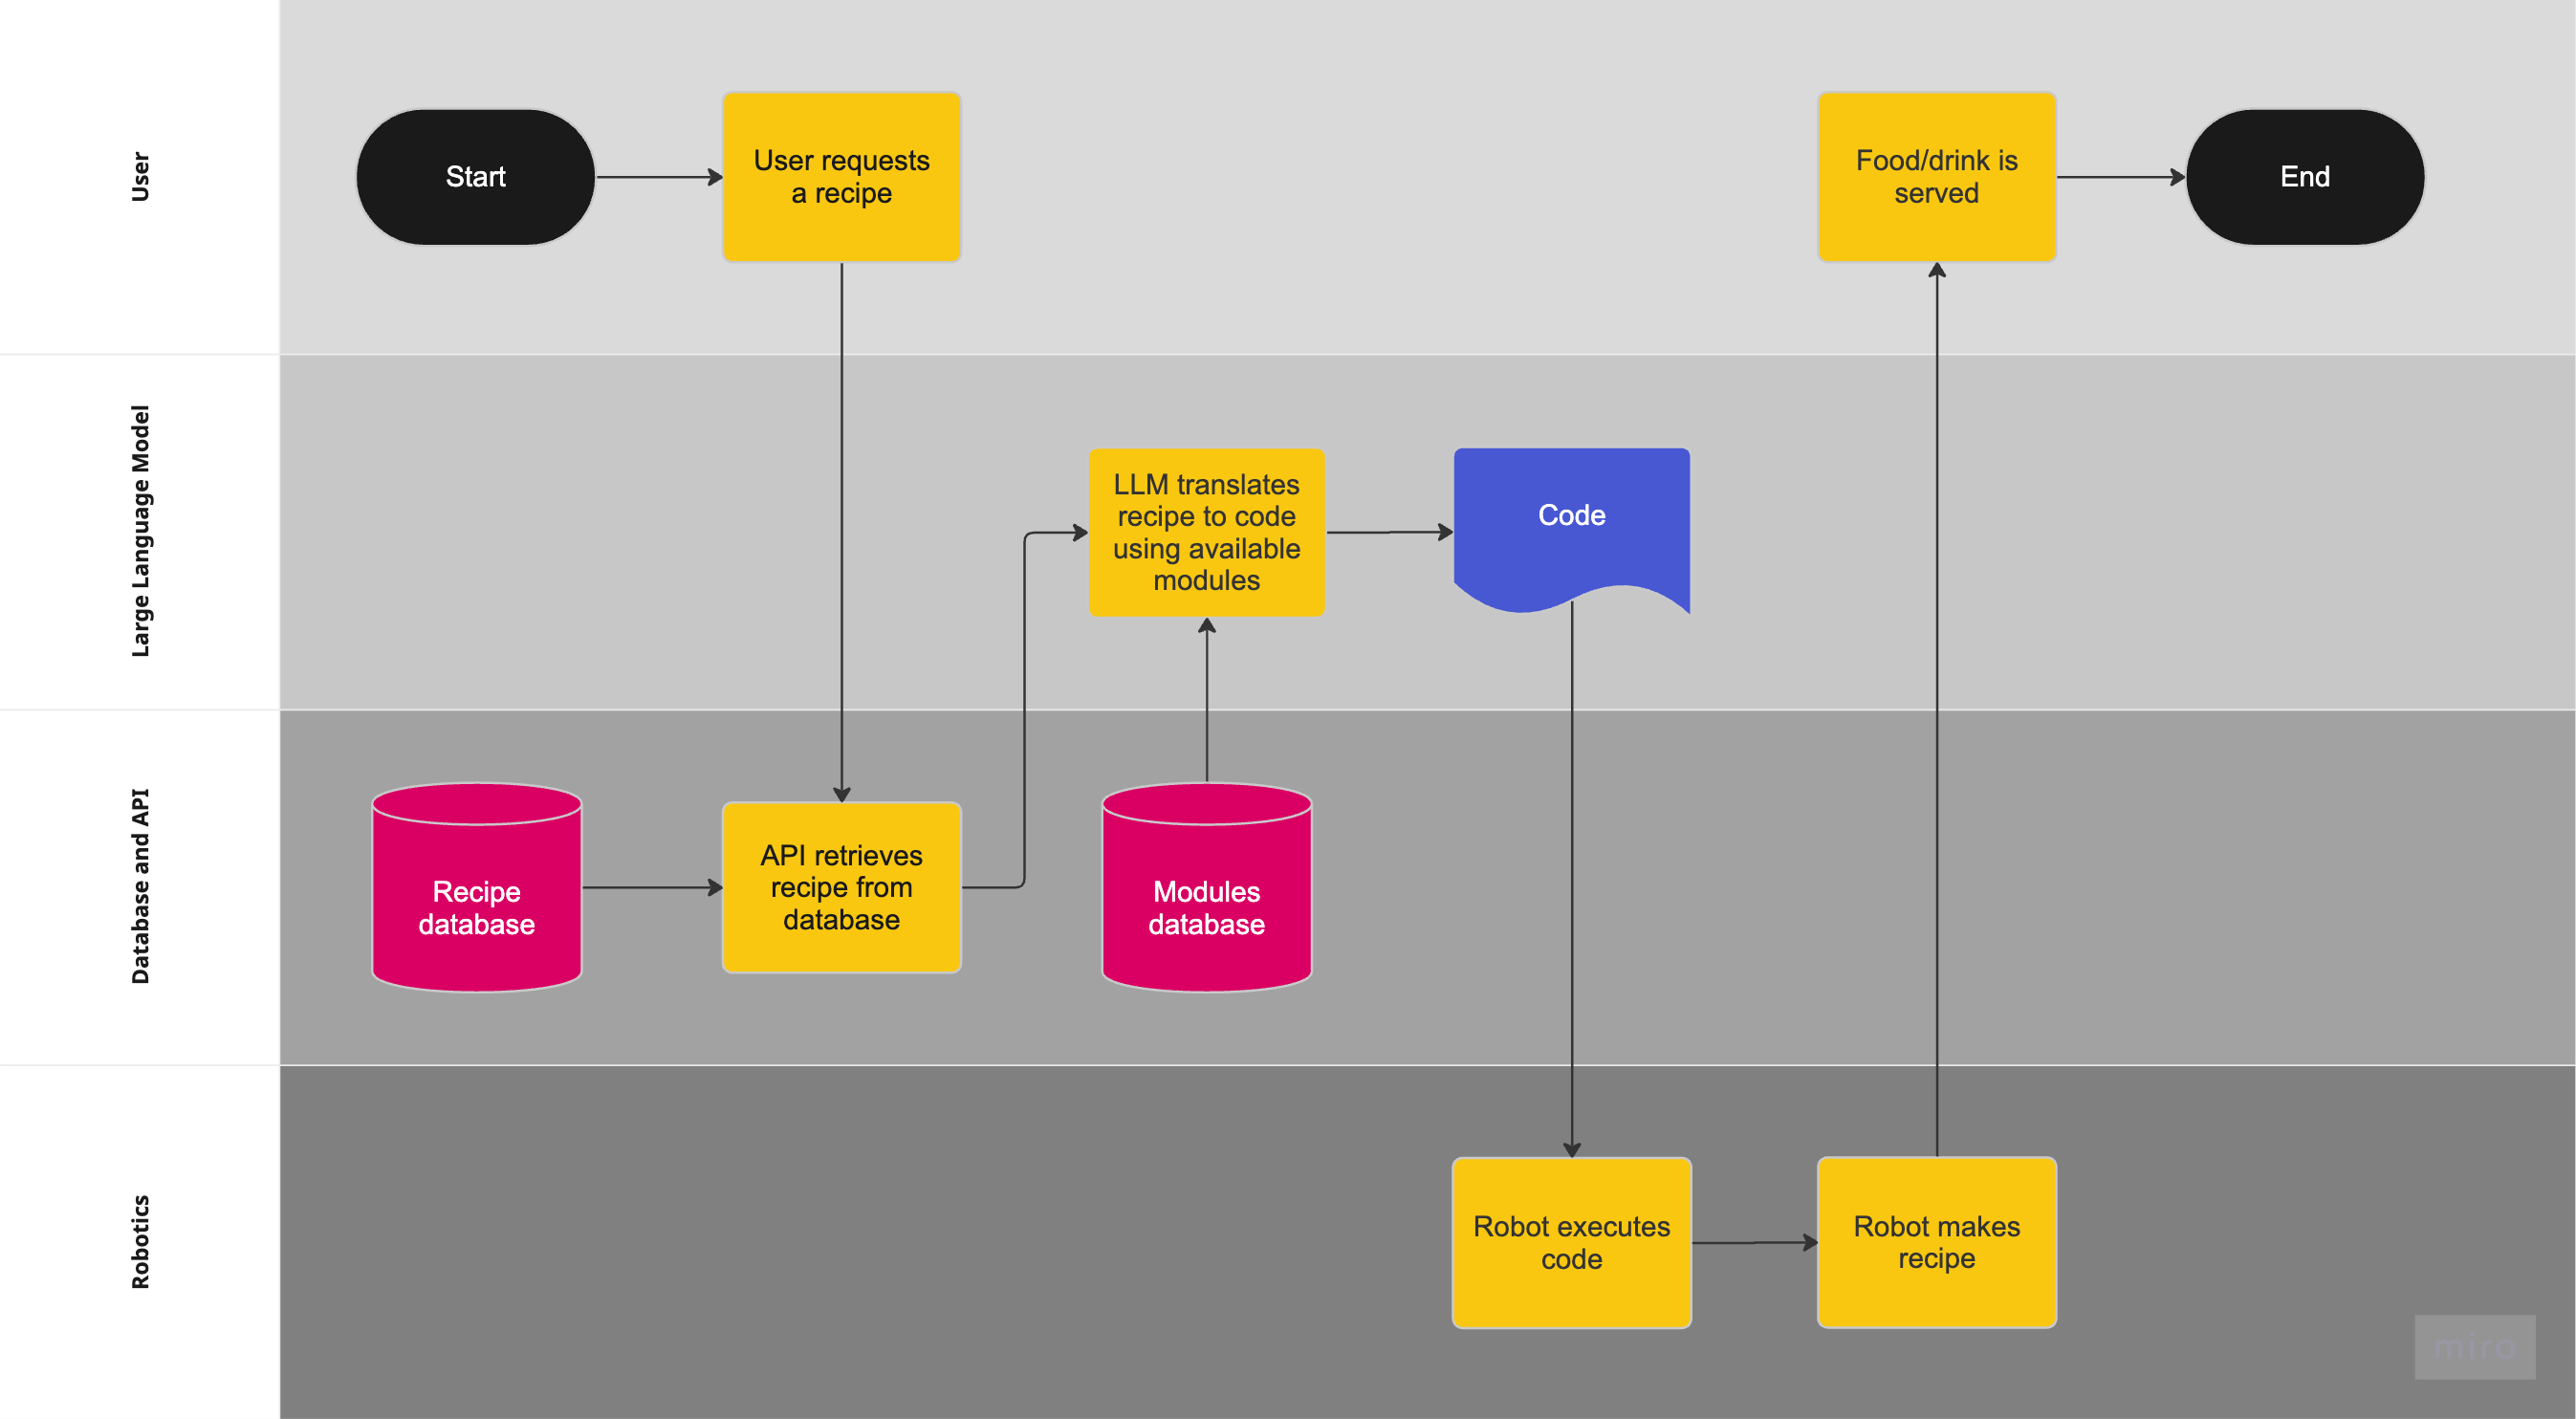 User
Start
User requests
a recipe
Food/drink is
served
End
Large Language Model
LLM translates
recipe to code
using available
modules
Code
Database and API
Recipe
database
API retrieves
recipe from
database
Modules
database
Robotics
Robot executes
code
Robot makes
recipe
miro